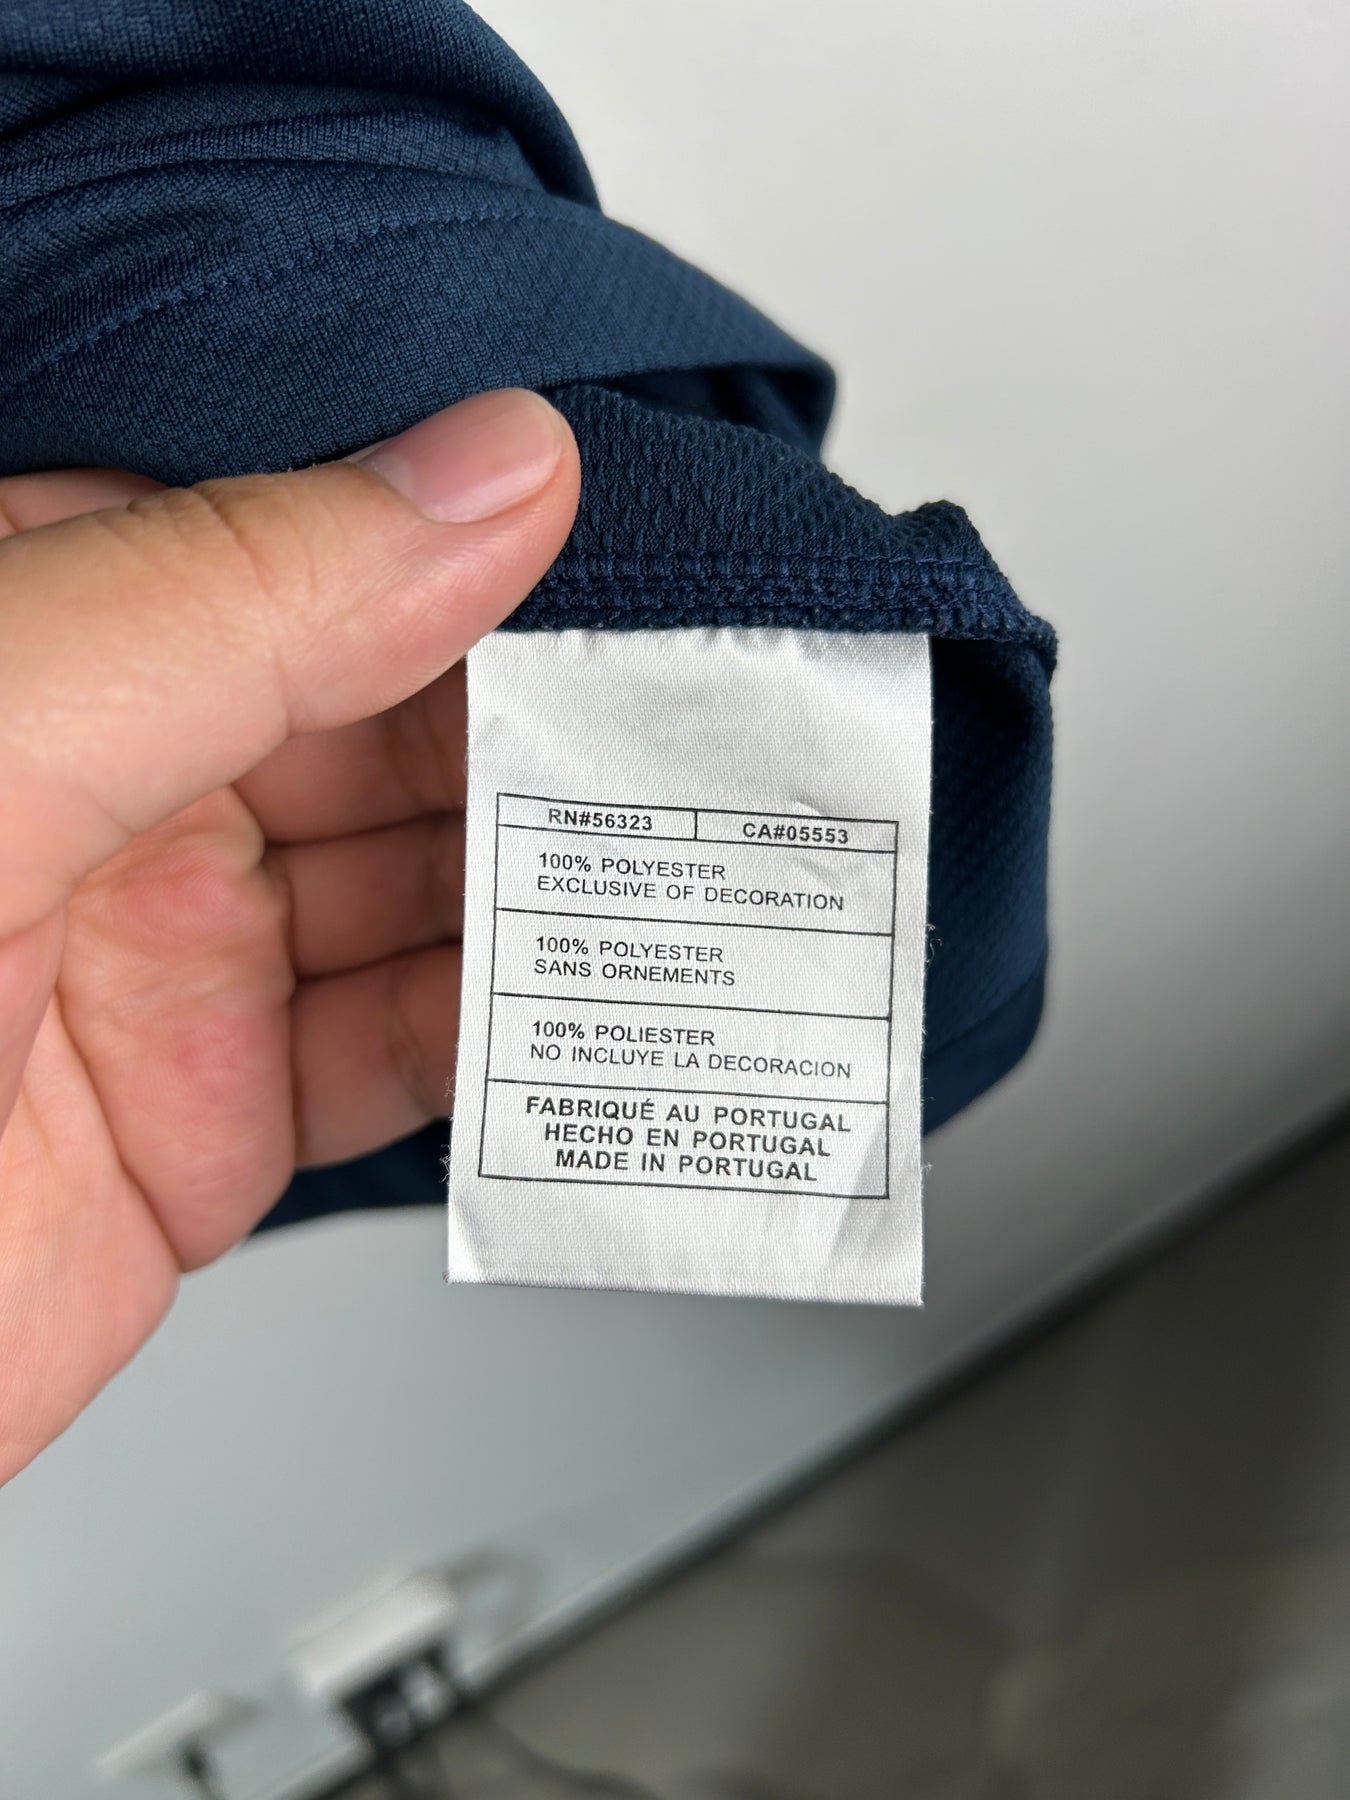 RN#56323 CA#05553
100% POLYESTER
EXCLUSIVE OF DECORATION
100% POLYESTER
SANS ORNEMENTS
100% POLIESTER
NO INCLUYE LA DECORACION
FABRIQUÉ AU PORTUGAL
HECHO EN PORTUGAL
MADE IN PORTUGAL